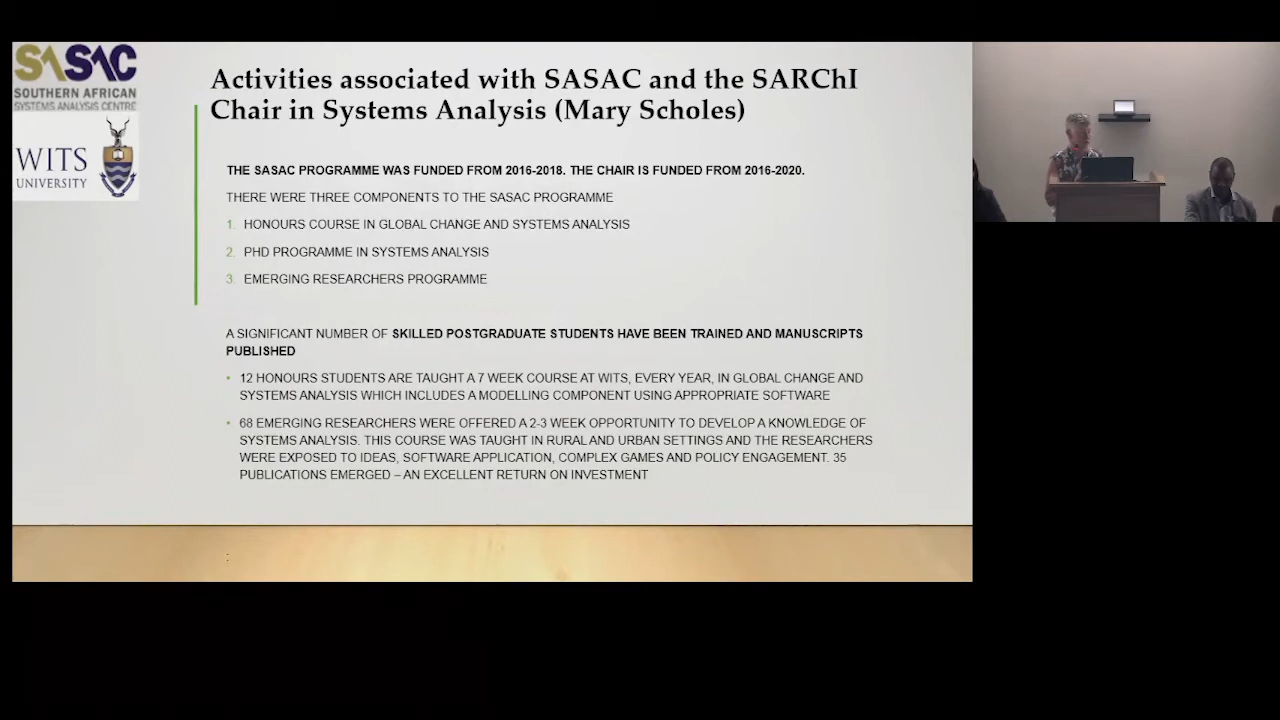 SASAC
SOUTHERN AFRICAN
SYSTEMS ANALYSIS CENTRE
WITS
UNIVERSITY
Activities associated with SASAC and the SARChI
Chair in Systems Analysis (Mary Scholes)
THE SASAC PROGRAMME WAS FUNDED FROM 2016-2018. THE CHAIR IS FUNDED FROM 2016-2020.
THERE WERE THREE COMPONENTS TO THE SASAC PROGRAMME
1. HONOURS COURSE IN GLOBAL CHANGE AND SYSTEMS ANALYSIS
2. PHD PROGRAMME IN SYSTEMS ANALYSIS
3. EMERGING RESEARCHERS PROGRAMME
A SIGNIFICANT NUMBER OF SKILLED POSTGRADUATE STUDENTS HAVE BEEN TRAINED AND MANUSCRIPTS
PUBLISHED
• 12 HONOURS STUDENTS ARE TAUGHT A 7 WEEK COURSE AT WITS, EVERY YEAR, IN GLOBAL CHANGE AND
SYSTEMS ANALYSIS WHICH INCLUDES A MODELLING COMPONENT USING APPROPRIATE SOFTWARE
• 68 EMERGING RESEARCHERS WERE OFFERED A 2-3 WEEK OPPORTUNITY TO DEVELOP A KNOWLEDGE OF
SYSTEMS ANALYSIS. THIS COURSE WAS TAUGHT IN RURAL AND URBAN SETTINGS AND THE RESEARCHERS
WERE EXPOSED TO IDEAS, SOFTWARE APPLICATION, COMPLEX GAMES AND POLICY ENGAGEMENT. 35
PUBLICATIONS EMERGED – AN EXCELLENT RETURN ON INVESTMENT
: